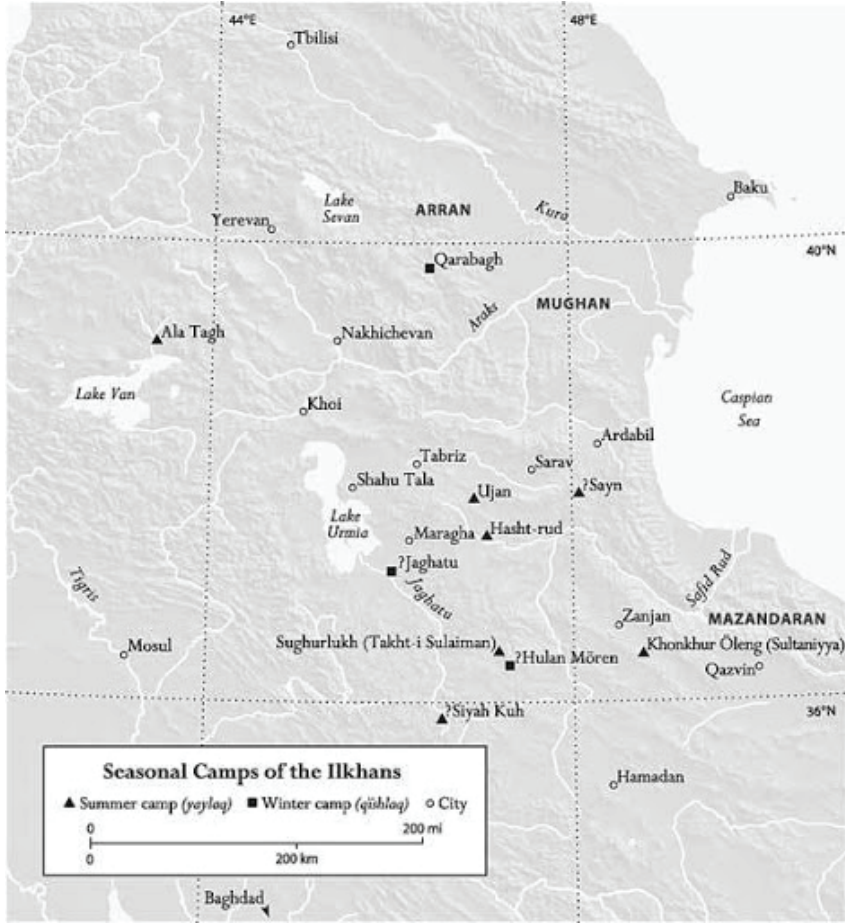 44°E
48°E
Tbilisi
Baku
Lake
Sevan
ARRAN
Kura
Yerevan
40°N
Qarabagh
MUGHAN
Araks
Ala Tagh
Nakhichevan
Lake Van
Khoi
Caspian
Sea
Ardabil
Tabriz
Sarav
Shahu Tala
Ujan
?Sayn
Lake
Urmia
Maragha
Hasht-rud
?Jaghatu
Jaghatu
Safid Rud
Tigris
Zanjan
MAZANDARAN
Mosul
Sughurlukh (Takht-i Sulaiman)
Khonkhur Öleng (Sultaniyya)
?Hulan Mören
Qazvin
?Siyah Kuh
36°N
Seasonal Camps of the Ilkhans
Summer camp (yaylaq)
Winter camp (qishlaq)
City
0
200 mi
0
200 km
Hamadan
Baghdad